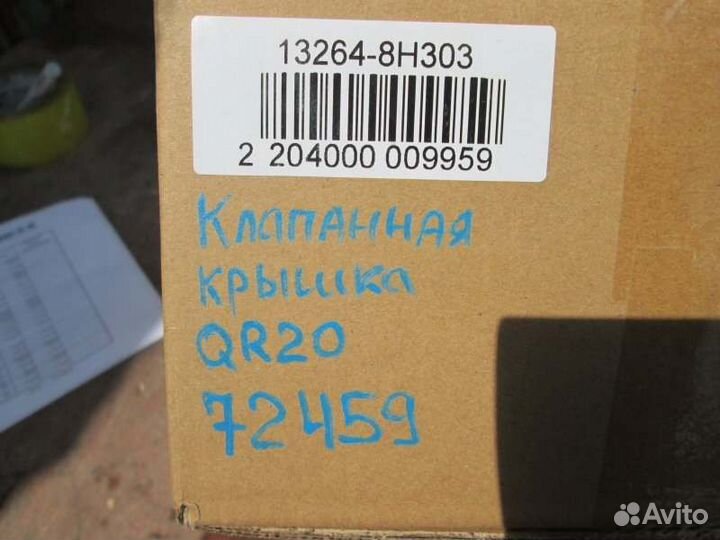 13264-8H303
2 204000 009959
Клапанная
крышка
QR20
72459
Avito